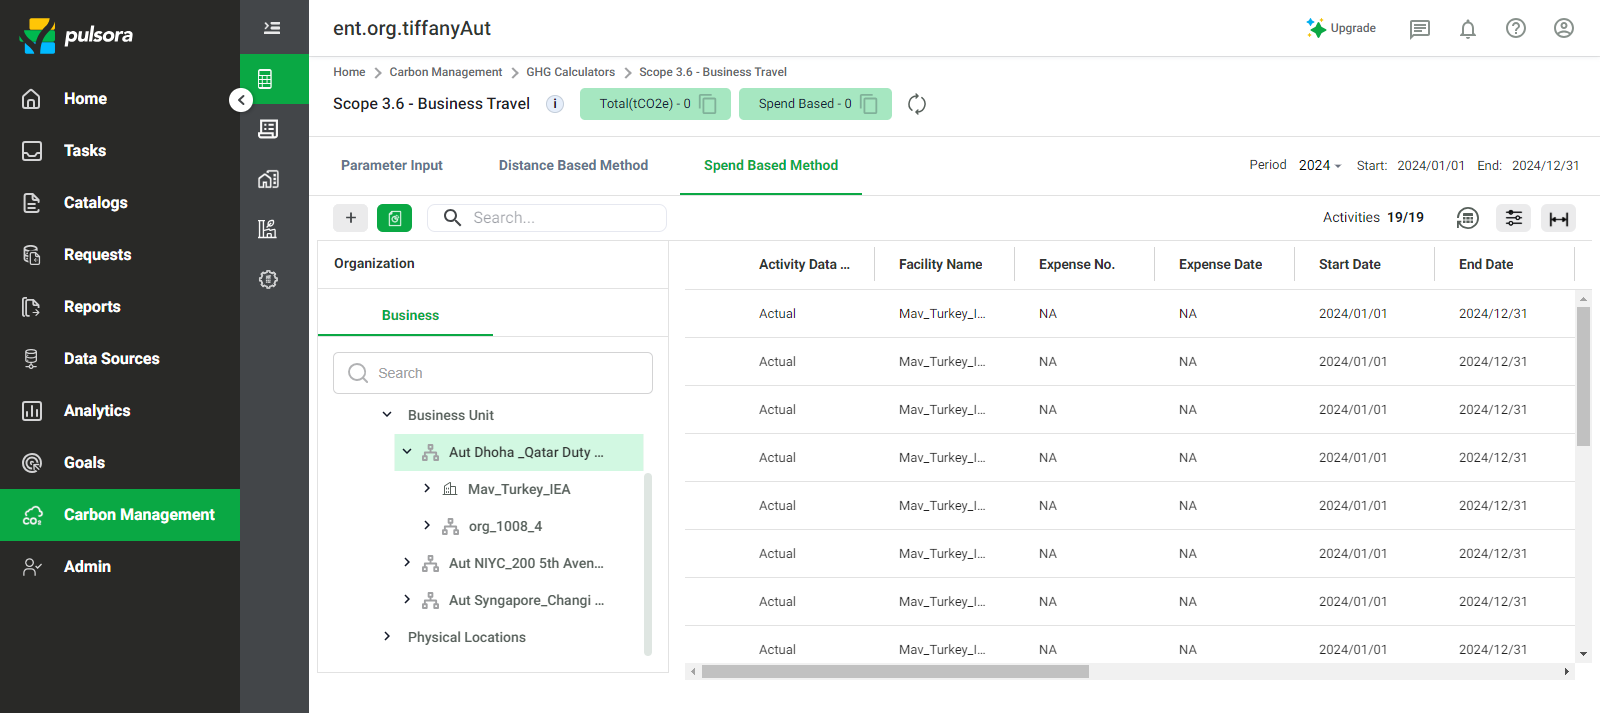 pulsora
Home
Tasks
Catalogs
Requests
Reports
Data Sources
Analytics
Goals
Carbon Management
Admin
ent.org.tiffanyAut
Upgrade
Home > Carbon Management > GHG Calculators > Scope 3.6 - Business Travel
Scope 3.6 - Business Travel
Total(tCO2e) - 0
Spend Based - 0
Parameter Input
Distance Based Method
Spend Based Method
Period 2024 Start: 2024/01/01 End: 2024/12/31
Search...
Activities 19/19
Organization
Business
Search
Business Unit
Aut Dhoha _Qatar Duty ...
Mav_Turkey_IEA
org_1008_4
Aut NIYC_200 5th Aven...
Aut Syngapore_Changi ...
Physical Locations
Activity Data ... Facility Name Expense No. Expense Date Start Date End Date
Actual Mav_Turkey_I... NA NA 2024/01/01 2024/12/31
Actual Mav_Turkey_I... NA NA 2024/01/01 2024/12/31
Actual Mav_Turkey_I... NA NA 2024/01/01 2024/12/31
Actual Mav_Turkey_I... NA NA 2024/01/01 2024/12/31
Actual Mav_Turkey_I... NA NA 2024/01/01 2024/12/31
Actual Mav_Turkey_I... NA NA 2024/01/01 2024/12/31
Actual Mav_Turkey_I... NA NA 2024/01/01 2024/12/31
Actual Mav_Turkey_I... NA NA 2024/01/01 2024/12/31